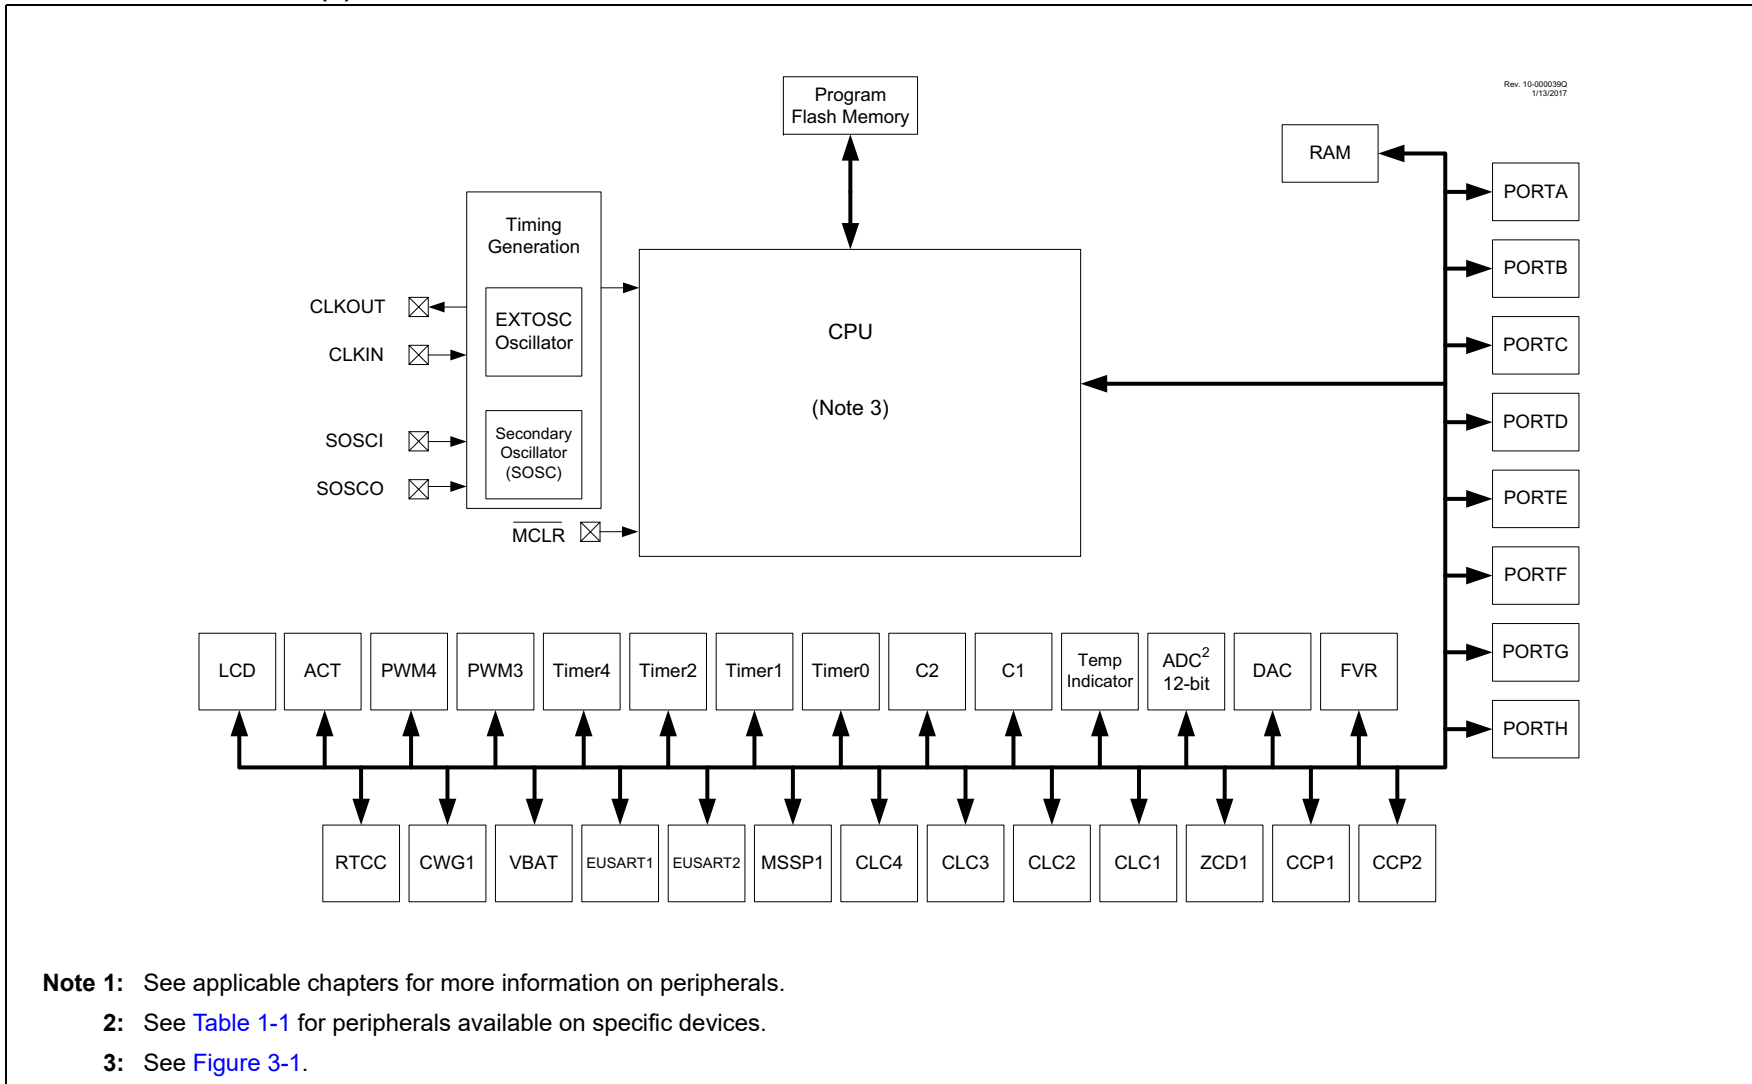 Rev. 10-000039Q
1/13/2017
Program
Flash Memory
RAM
PORTA
PORTB
PORTC
PORTD
PORTE
PORTF
PORTG
PORTH
Timing
Generation
EXTOSC
Oscillator
Secondary
Oscillator
(SOSC)
CLKOUT
CLKIN
SOSCI
SOSCO
MCLR
CPU
(Note 3)
LCD
ACT
PWM4
PWM3
Timer4
Timer2
Timer1
Timer0
C2
C1
Temp
Indicator
ADC2
12-bit
DAC
FVR
RTCC
CWG1
VBAT
EUSART1
EUSART2
MSSP1
CLC4
CLC3
CLC2
CLC1
ZCD1
CCP1
CCP2
Note 1: See applicable chapters for more information on peripherals.
2: See Table 1-1 for peripherals available on specific devices.
3: See Figure 3-1.